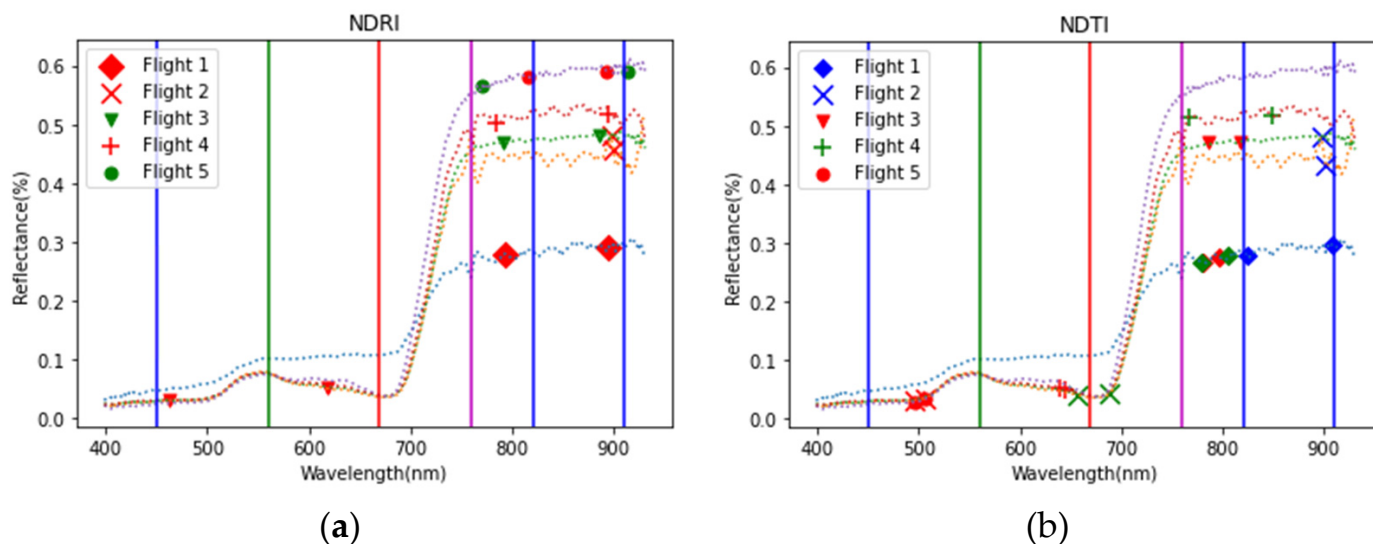 (a)
(b)
NDRI
Flight 1
Flight 2
Flight 3
Flight 4
Flight 5
Reflectance(%)
0.6
0.5
0.4
0.3
0.2
0.1
0.0
400 500 600 700 800 900
Wavelength(nm)
(a)
NDTI
Flight 1
Flight 2
Flight 3
Flight 4
Flight 5
Reflectance(%)
0.6
0.5
0.4
0.3
0.2
0.1
0.0
400 500 600 700 800 900
Wavelength(nm)
(b)